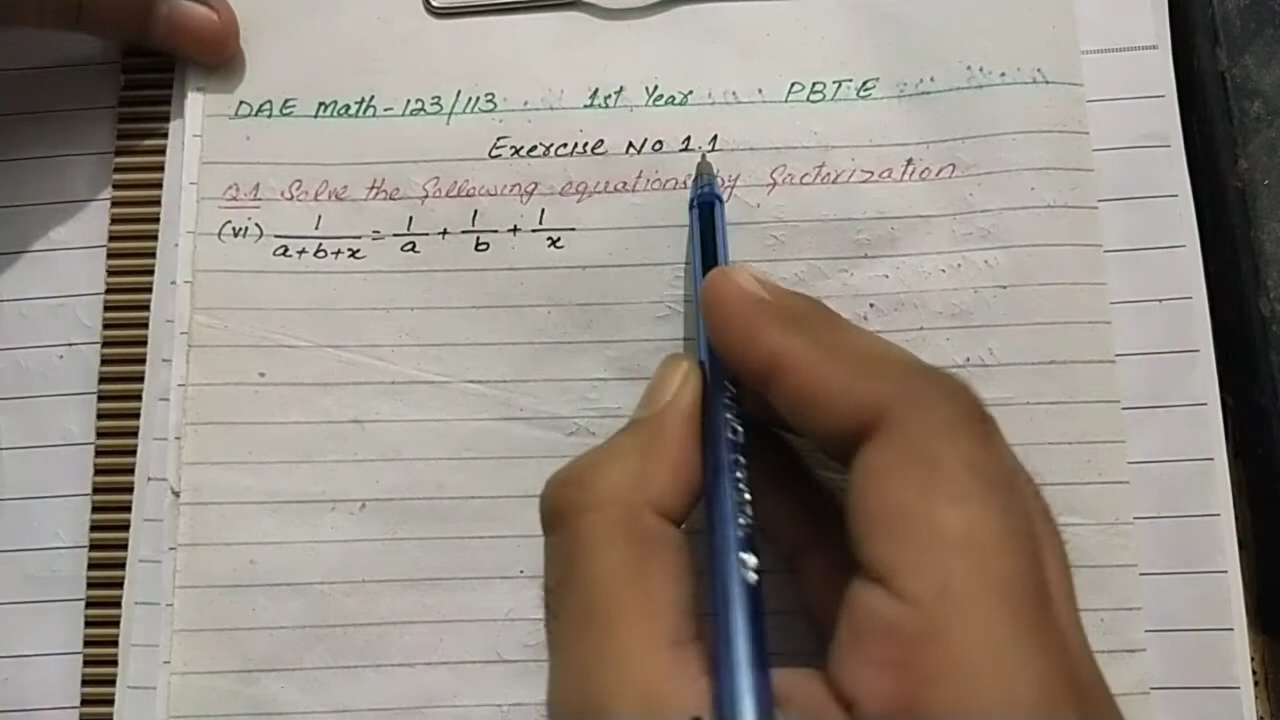 DAE Math-123/113 1st Year PBTE
Exercise No 1.1
Q.1 Solve the following equations by factorization
(vi) 1/(a+b+x) = 1/a + 1/b + 1/x